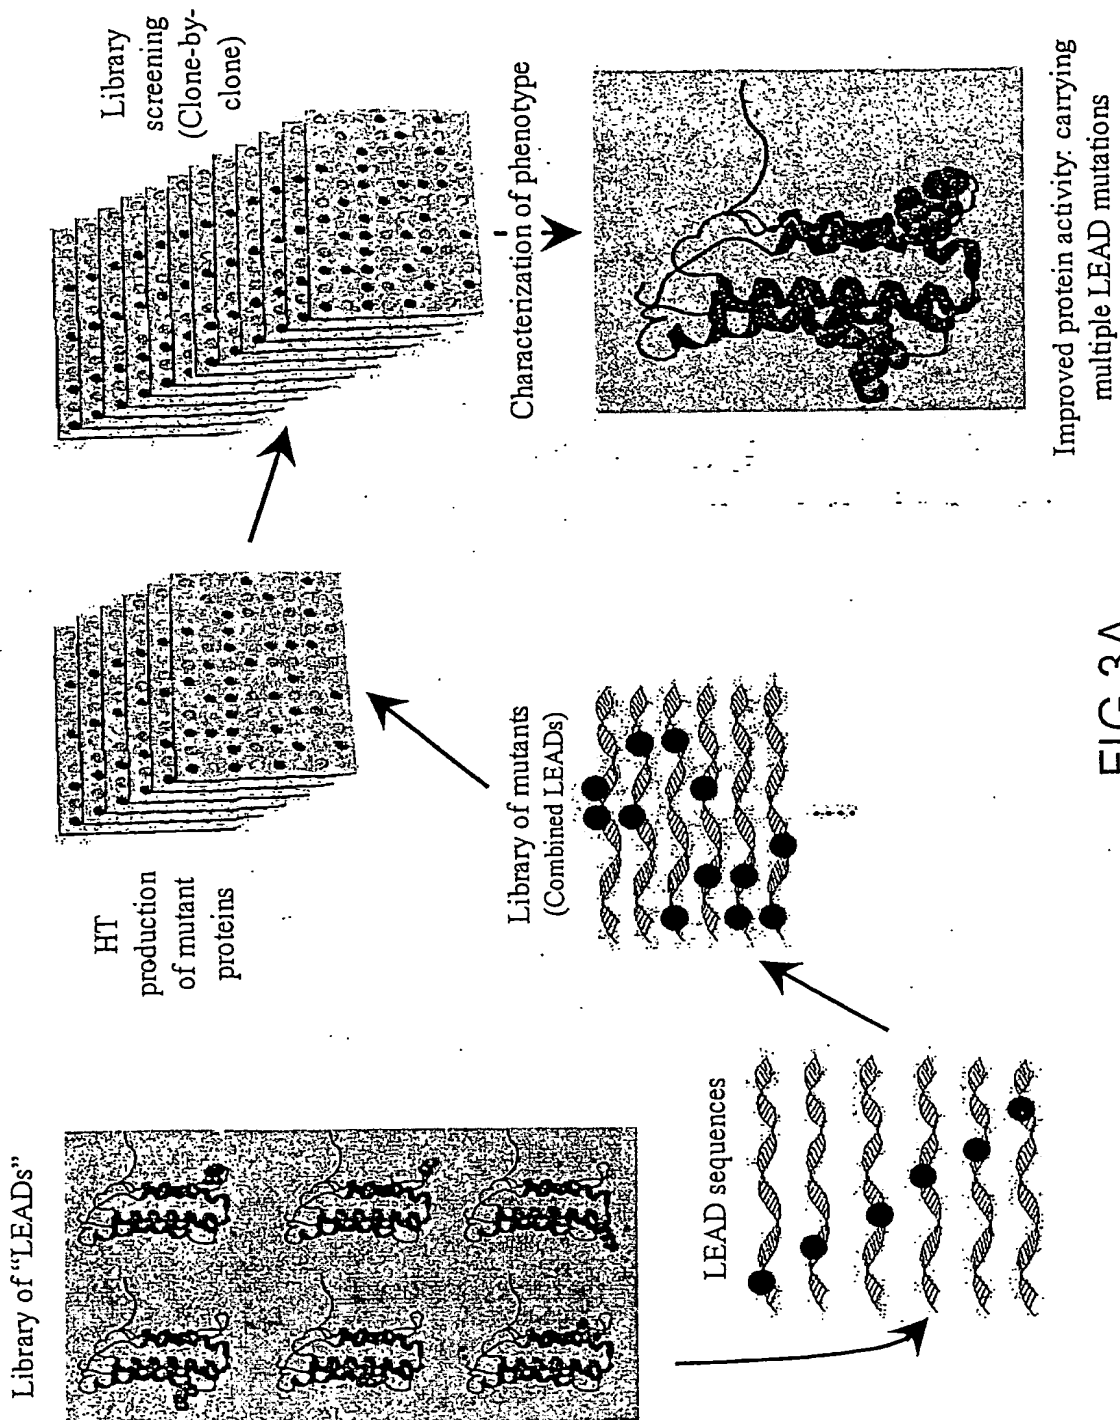 Library of “LEADs”
LEAD sequences
Library of mutants
(Combined LEADs)
HT
production
of mutant
proteins
Library
screening
(Clone-by-
clone)
Characterization of phenotype
Improved protein activity: carrying
multiple LEAD mutations
FIG.3A